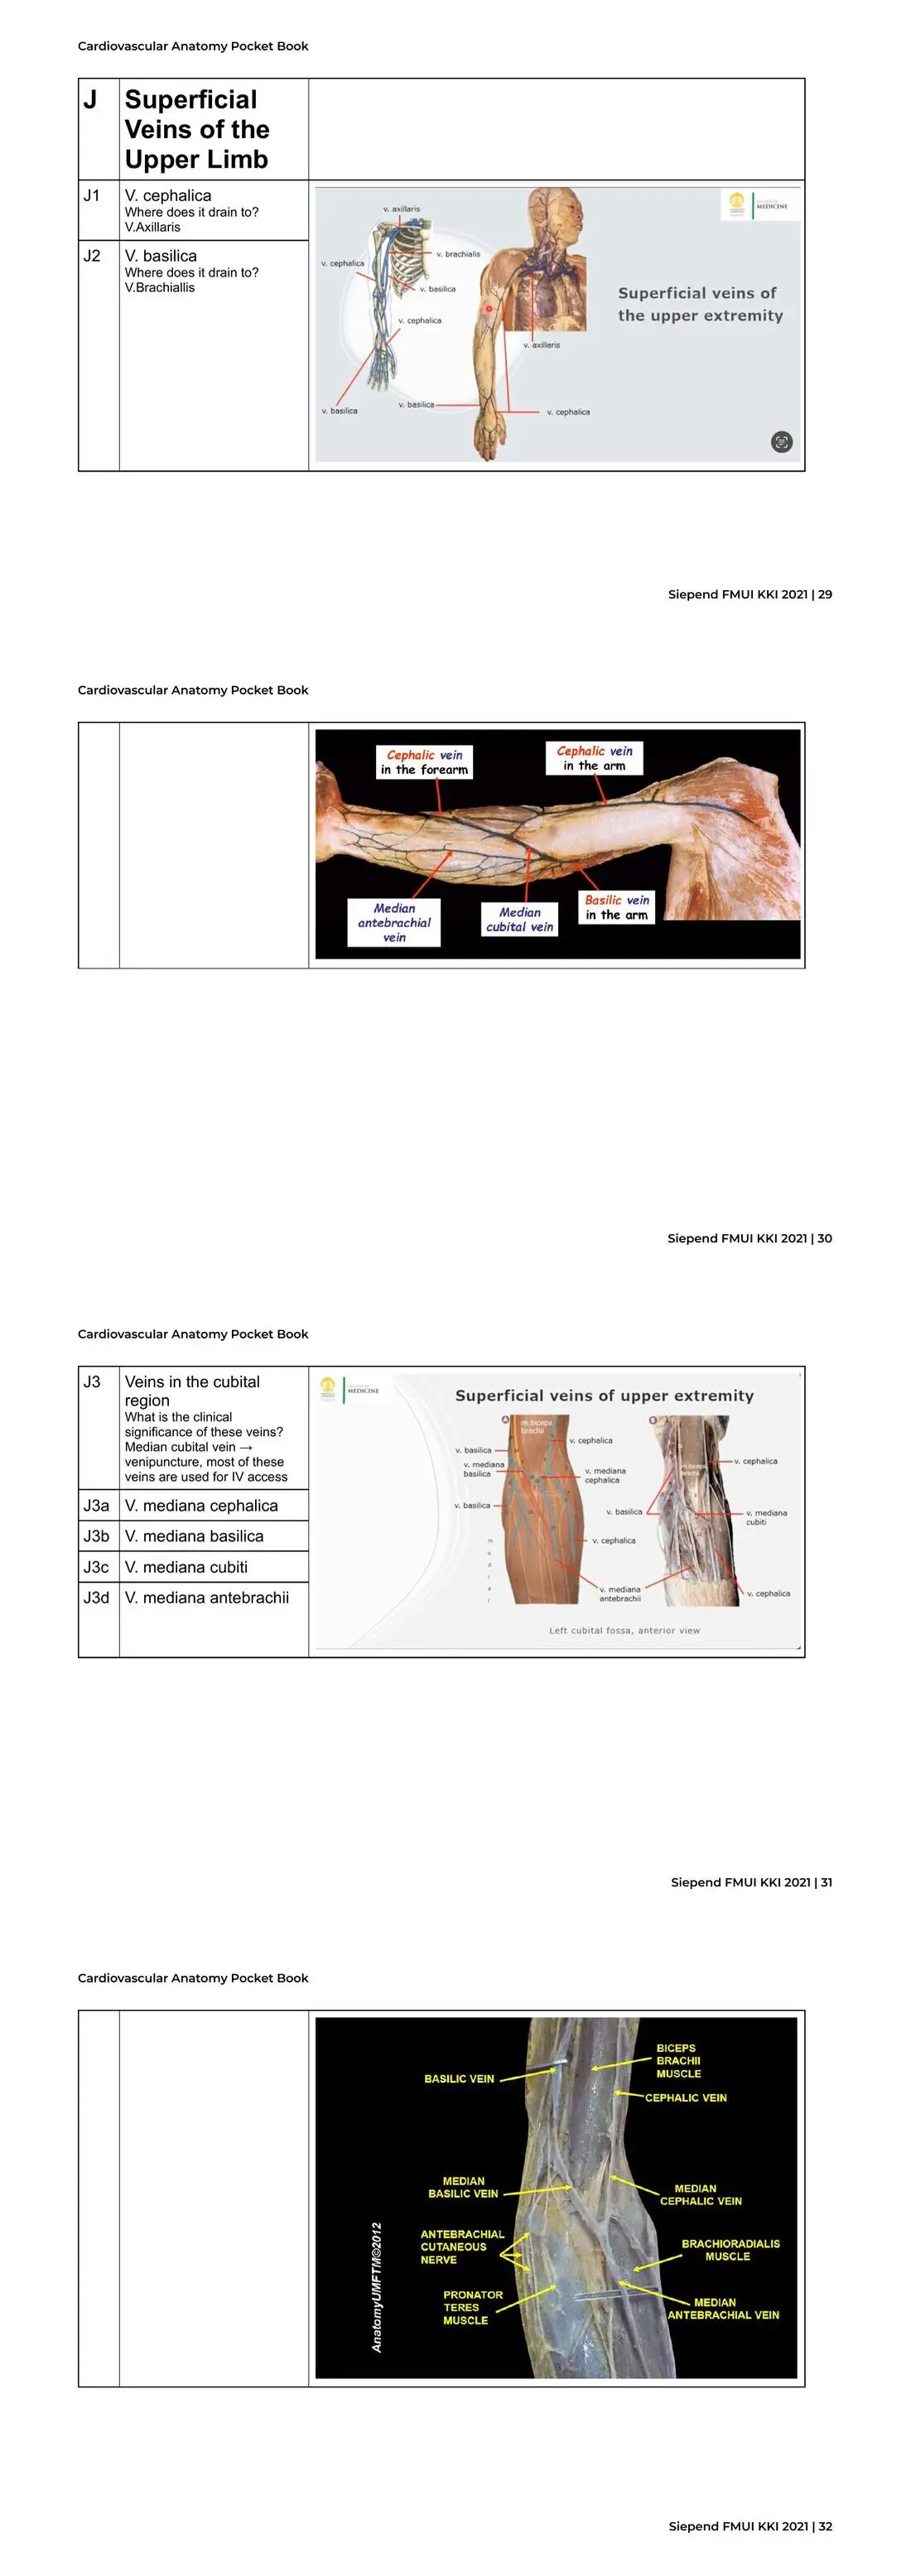 Cardiovascular Anatomy Pocket Book
J
Superficial
Veins of the
Upper Limb
J1
V. cephalica
Where does it drain to?
V.Axillaris
J2
V. basilica
Where does it drain to?
V.Brachiallis
v. axillaris
v. brachialis
v. cephalica
v. basilica
v. cephalica
v. axillaris
v. basilica
v. basilica
v. cephalica
MEDICINE
Superficial veins of
the upper extremity
Siepend FMUI KKI 2021 | 29
Cardiovascular Anatomy Pocket Book
Cephalic vein
in the forearm
Cephalic vein
in the arm
Median
antebrachial
vein
Median
cubital vein
Basilic vein
in the arm
Siepend FMUI KKI 2021 | 30
Cardiovascular Anatomy Pocket Book
J3
Veins in the cubital
region
What is the clinical
significance of these veins?
Median cubital vein →
venipuncture, most of these
veins are used for IV access
J3a
V. mediana cephalica
J3b
V. mediana basilica
J3c
V. mediana cubiti
J3d
V. mediana antebrachii
MEDICINE
Superficial veins of upper extremity
A
m.biceps
brachii
v. cephalica
v. basilica
v. mediana
basilica
v. mediana
cephalica
v. basilica
v. cephalica
v. mediana
antebrachii
B
m.biceps
brachii
v. cephalica
v. basilica
v. mediana
cubiti
v. cephalica
Left cubital fossa, anterior view
Siepend FMUI KKI 2021 | 31
Cardiovascular Anatomy Pocket Book
BASILIC VEIN
BICEPS
BRACHII
MUSCLE
CEPHALIC VEIN
MEDIAN
BASILIC VEIN
MEDIAN
CEPHALIC VEIN
ANTEBRACHIAL
CUTANEOUS
NERVE
BRACHIORADIALIS
MUSCLE
PRONATOR
TERES
MUSCLE
MEDIAN
ANTEBRACHIAL VEIN
AnatomyUMFTM©2012
Siepend FMUI KKI 2021 | 32